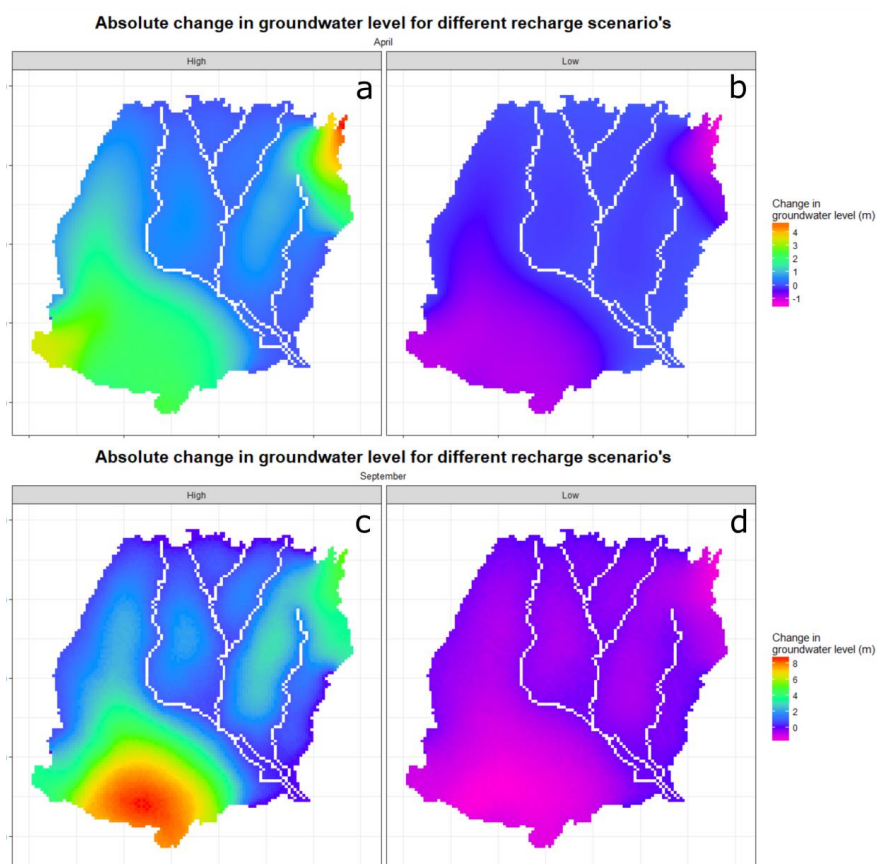 Absolute change in groundwater level for different recharge scenario's
April
High
Low
a
b
Change in
groundwater level (m)
4
3
2
1
0
-1
Absolute change in groundwater level for different recharge scenario's
September
High
Low
c
d
Change in
groundwater level (m)
8
6
4
2
0